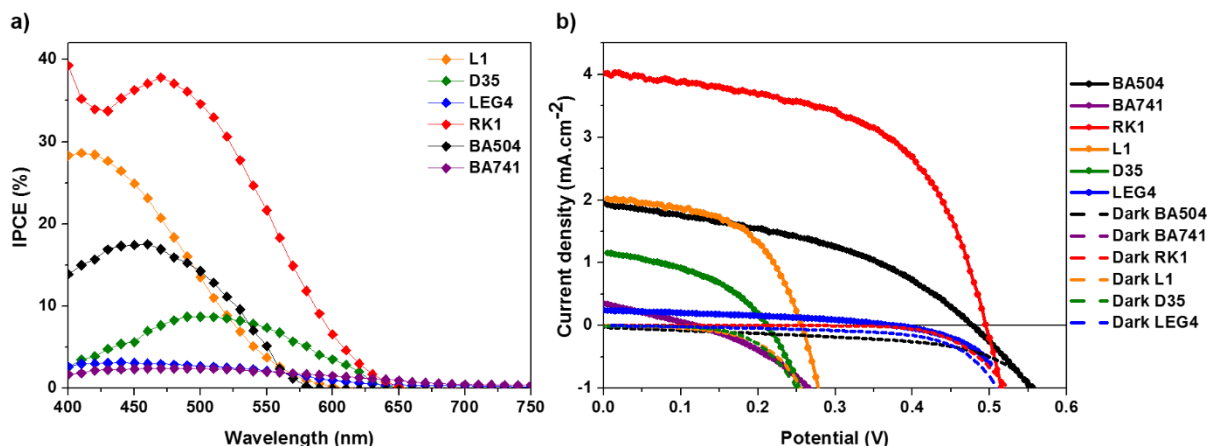 a)
IPCE (%)
40
30
20
10
0
400 450 500 550 600 650 700 750
Wavelength (nm)
L1
D35
LEG4
RK1
BA504
BA741
b)
Current density (mA.cm-2)
4
3
2
1
0
-1
0.0 0.1 0.2 0.3 0.4 0.5 0.6
Potential (V)
BA504
BA741
RK1
L1
D35
LEG4
Dark BA504
Dark BA741
Dark RK1
Dark L1
Dark D35
Dark LEG4